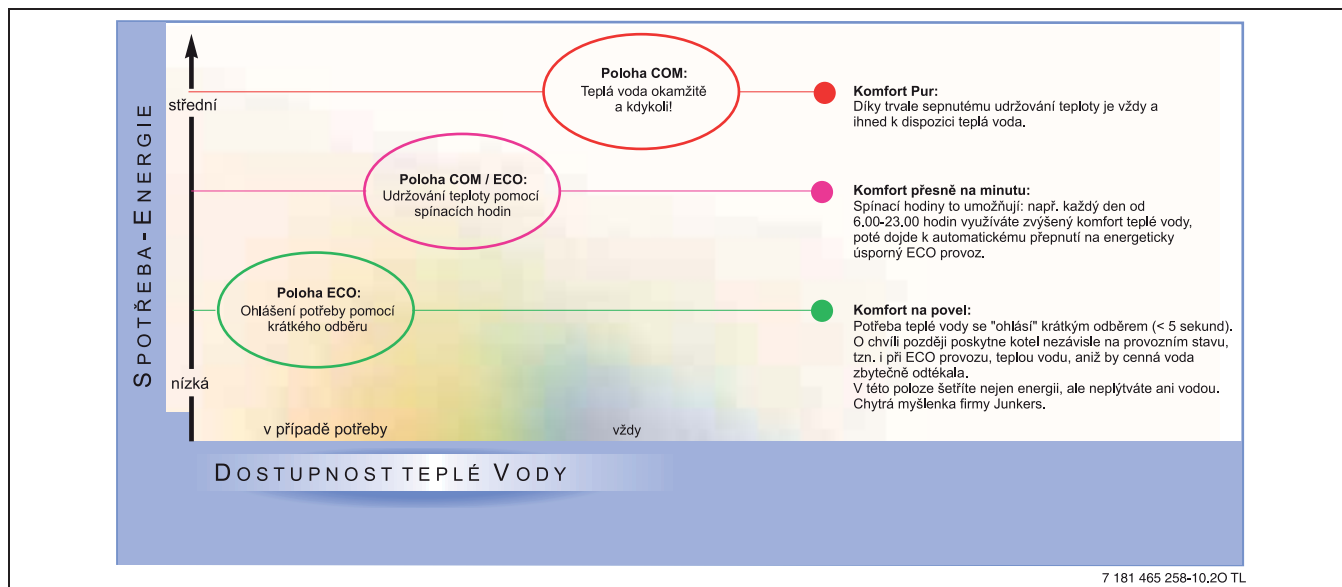 SPOTŘEBA-ENERGIE
střední
nízká
Poloha COM:
Teplá voda okamžitě
a kdykoli!
Komfort Pur:
Díky trvale sepnutému udržování teploty je vždy a
ihned k dispozici teplá voda.
Poloha COM / ECO:
Udržování teploty pomocí
spínacích hodin
Komfort přesně na minutu:
Spínací hodiny to umožňují: např. každý den od
6.00-23.00 hodin využíváte zvýšený komfort teplé vody,
poté dojde k automatickému přepnutí na energeticky
úsporný ECO provoz.
Poloha ECO:
Ohlášení potřeby pomocí
krátkého odběru
Komfort na povel:
Potřeba teplé vody se "ohlásí" krátkým odběrem (< 5 sekund).
O chvíli později poskytne kotel nezávisle na provozním stavu,
tzn. i při ECO provozu, teplou vodu, aniž by cenná voda
zbytečně odtékala.
V této poloze šetříte nejen energii, ale neplýtváte ani vodou.
Chytrá myšlenka firmy Junkers.
v případě potřeby
vždy
DOSTUPNOST TEPLÉ VODY
7 181 465 258-10.2O TL